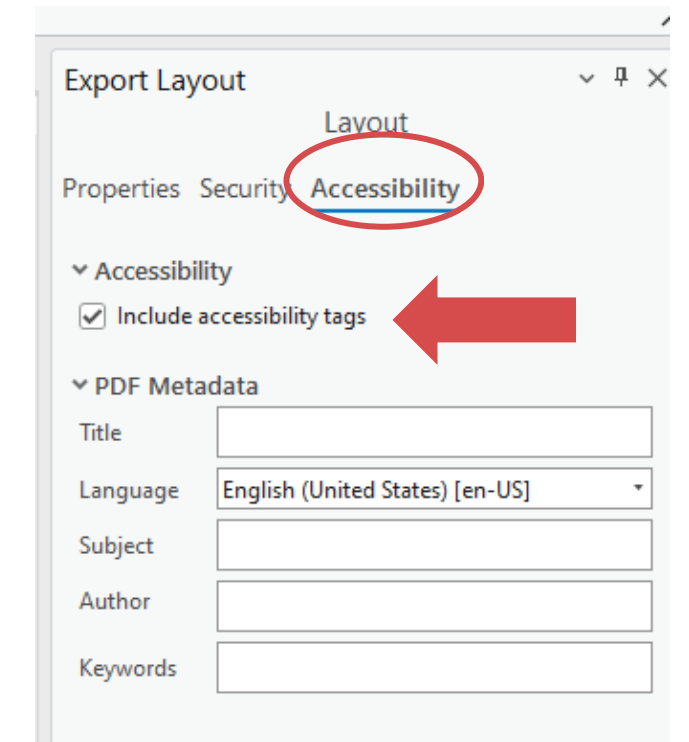 Export Layout
Layout
Properties Security Accessibility
Accessibility
Include accessibility tags
PDF Metadata
Title
Language English (United States) [en-US]
Subject
Author
Keywords